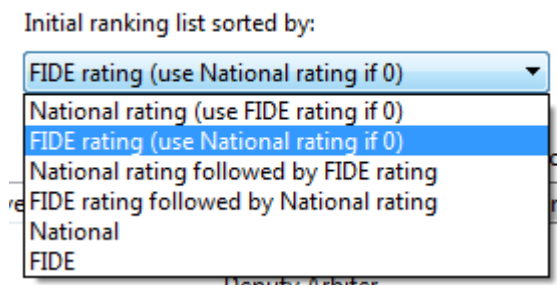 Initial ranking list sorted by:
FIDE rating (use National rating if 0)
National rating (use FIDE rating if 0)
FIDE rating (use National rating if 0)
National rating followed by FIDE rating
FIDE rating followed by National rating
National
FIDE
Deputy Arbiter